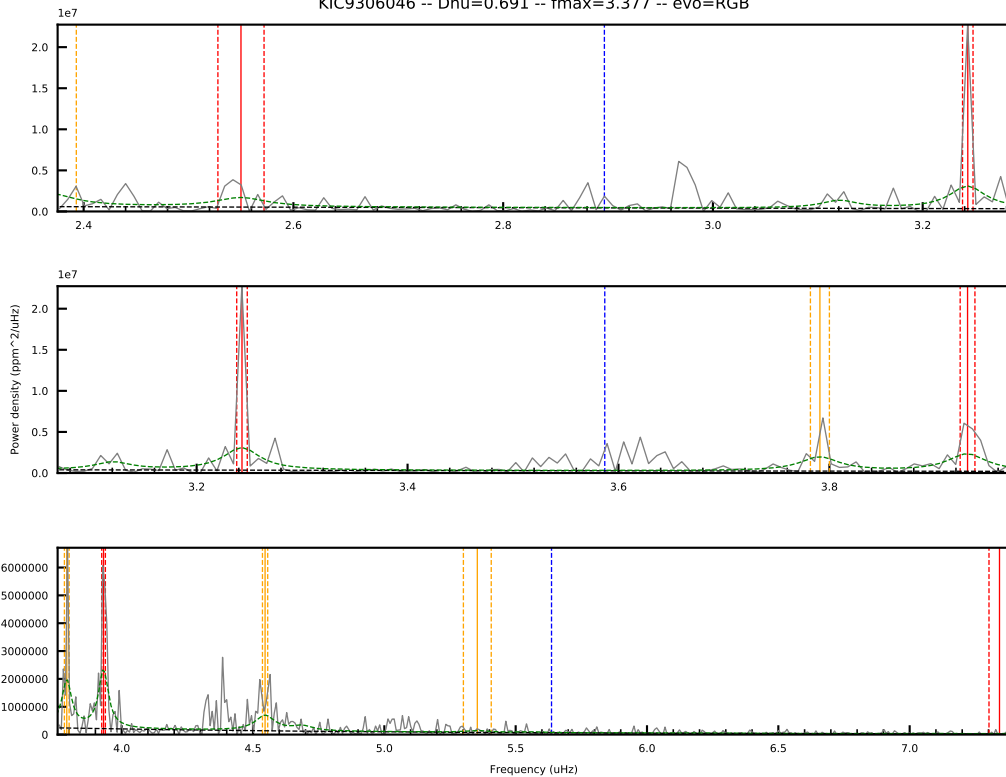 KIC9306046 -- Dnu=0.691 -- fmax=3.377 -- evo=RGB
1e7
2.0
1.5
1.0
0.5
0.0
2.4 2.6 2.8 3.0 3.2
1e7
2.0
1.5
1.0
0.5
0.0
Power density (ppm^2/uHz)
3.2 3.4 3.6 3.8
6000000
5000000
4000000
3000000
2000000
1000000
0
4.0 4.5 5.0 5.5 6.0 6.5 7.0
Frequency (uHz)